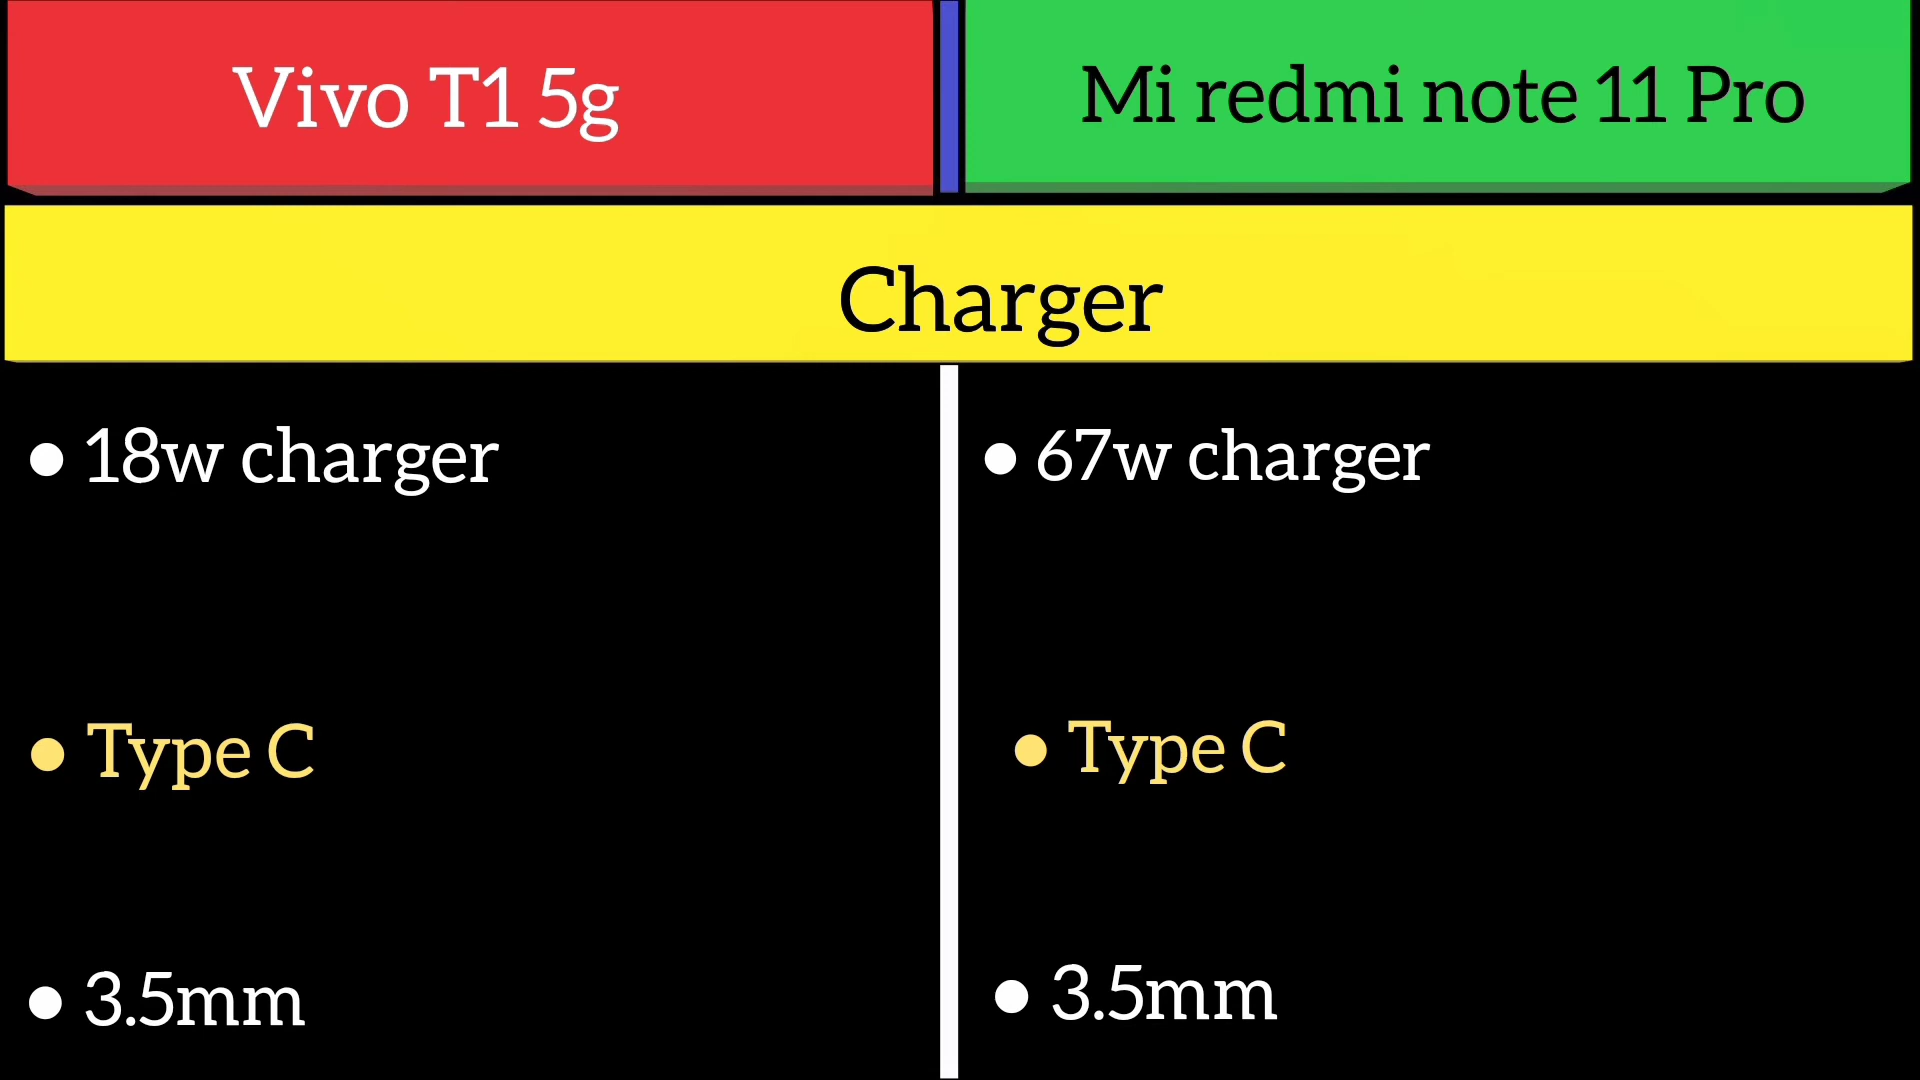 Vivo T1 5g
Mi redmi note 11 Pro
Charger
• 18w charger
• 67w charger
• Type C
• Type C
• 3.5mm
• 3.5mm